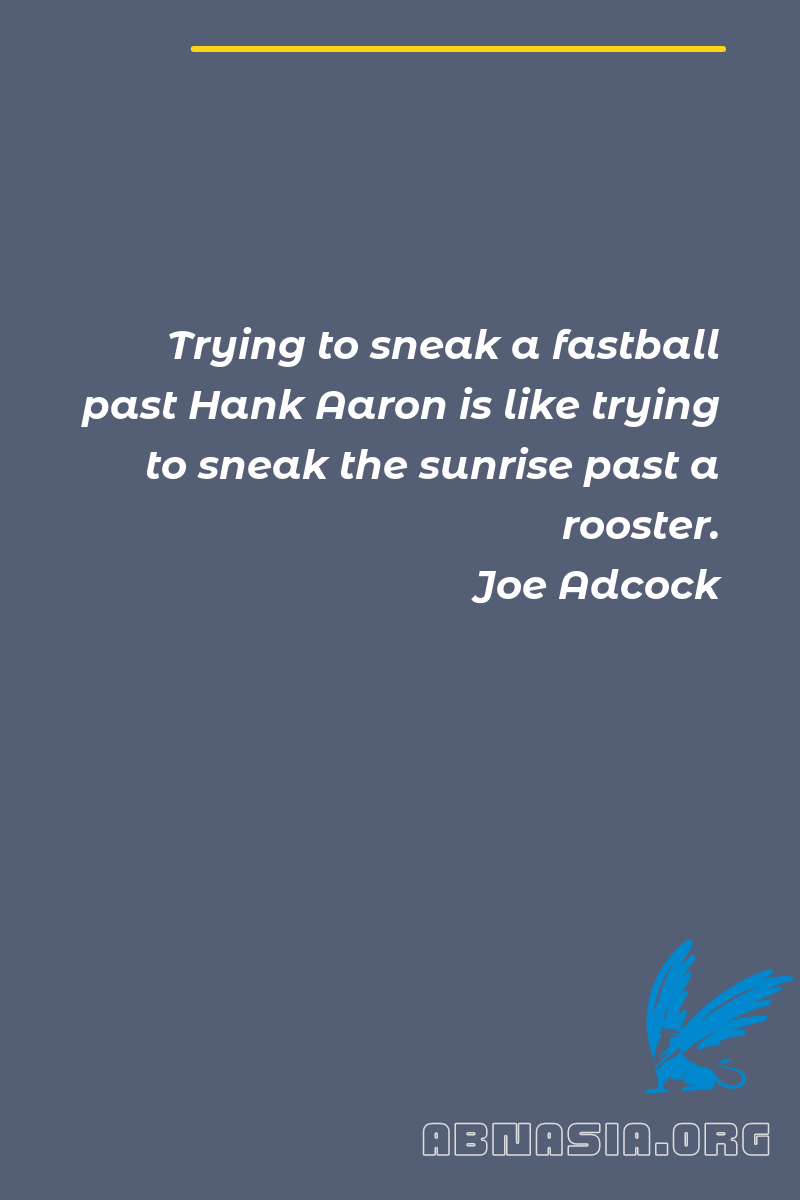 Trying to sneak a fastball
past Hank Aaron is like trying
to sneak the sunrise past a
rooster.
Joe Adcock
ABNASIA.ORG